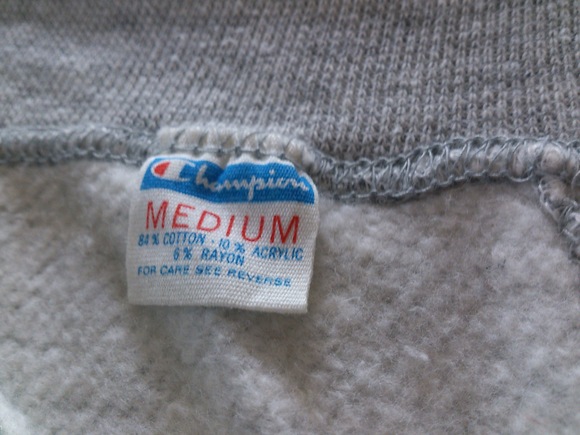 Champion
MEDIUM
84% COTTON · 10% ACRYLIC
6% RAYON
FOR CARE SEE REVERSE